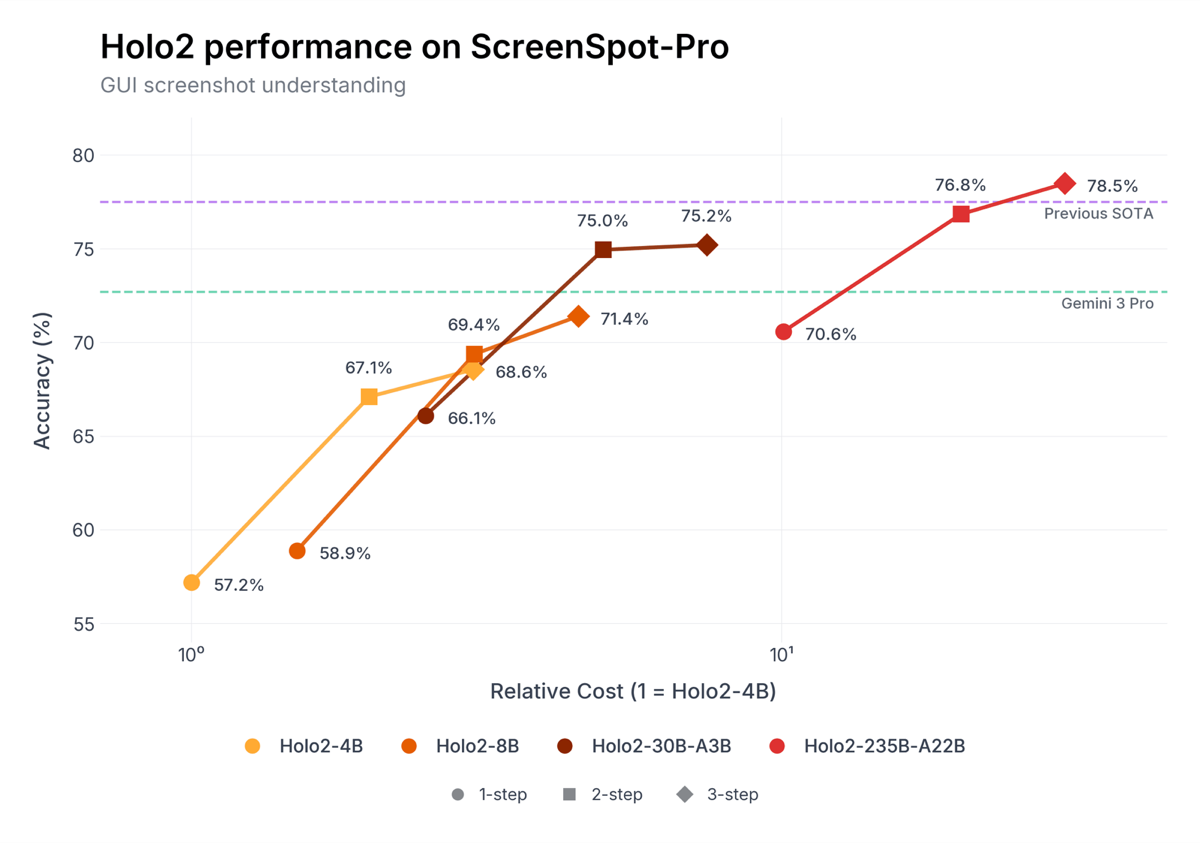 Holo2 performance on ScreenSpot-Pro
GUI screenshot understanding
80
76.8%
78.5%
Previous SOTA
75.0%
75.2%
75
Gemini 3 Pro
69.4%
71.4%
70.6%
70
67.1%
68.6%
66.1%
65
Accuracy (%)
60
58.9%
57.2%
55
10⁰
10¹
Relative Cost (1 = Holo2-4B)
Holo2-4B
Holo2-8B
Holo2-30B-A3B
Holo2-235B-A22B
1-step
2-step
3-step